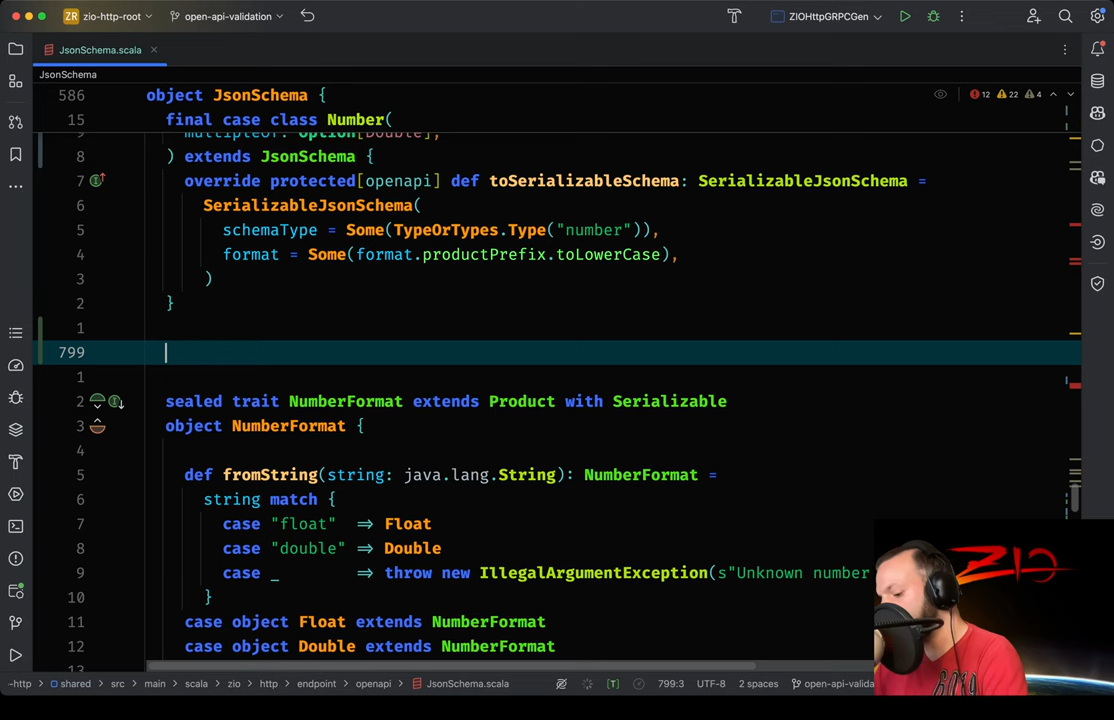 ZR zio-http-root open-api-validation ZIOHttpGRPCGen
JsonSchema.scala
JsonSchema
586 object JsonSchema { 12 22 4
15 final case class Number(
9 multipleOf: Option[Double],
8 ) extends JsonSchema {
7 override protected[openapi] def toSerializableSchema: SerializableJsonSchema =
6 SerializableJsonSchema(
5 schemaType = Some(TypeOrTypes.Type("number")),
4 format = Some(format.productPrefix.toLowerCase),
3 )
2 }
1
799
1
2 sealed trait NumberFormat extends Product with Serializable
3 object NumberFormat {
4
5 def fromString(string: java.lang.String): NumberFormat =
6 string match {
7 case "float" ⇒ Float
8 case "double" ⇒ Double
9 case _ ⇒ throw new IllegalArgumentException(s"Unknown number
10 }
11 case object Float extends NumberFormat
12 case object Double extends NumberFormat
13
ZIO
~http > shared > src > main > scala > zio > http > endpoint > openapi > JsonSchema.scala [T] 799:3 UTF-8 2 spaces open-api-valida